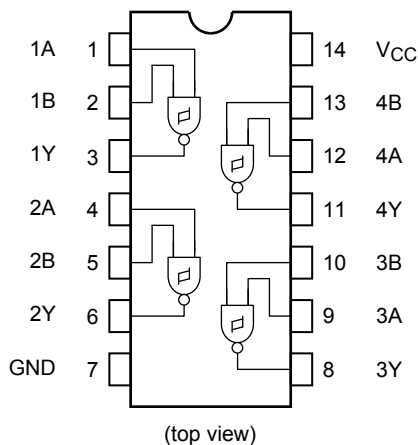 1A 1 14 VCC
1B 2 13 4B
1Y 3 12 4A
2A 4 11 4Y
2B 5 10 3B
2Y 6 9 3A
GND 7 8 3Y
(top view)